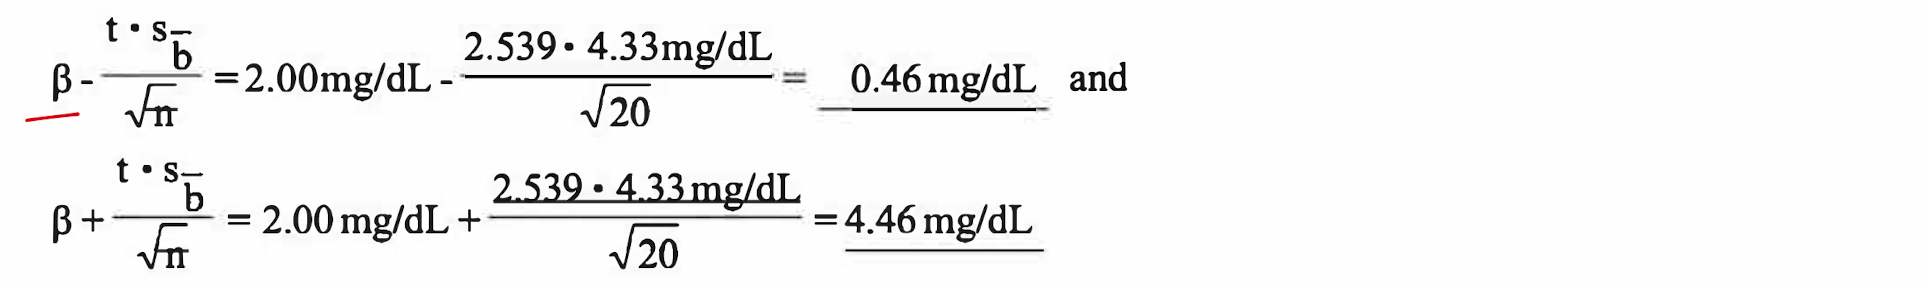 β - t • s_b̅ / √n = 2.00mg/dL - 2.539 • 4.33mg/dL / √20 = 0.46 mg/dL and
β + t • s_b̅ / √n = 2.00 mg/dL + 2.539 • 4.33 mg/dL / √20 = 4.46 mg/dL